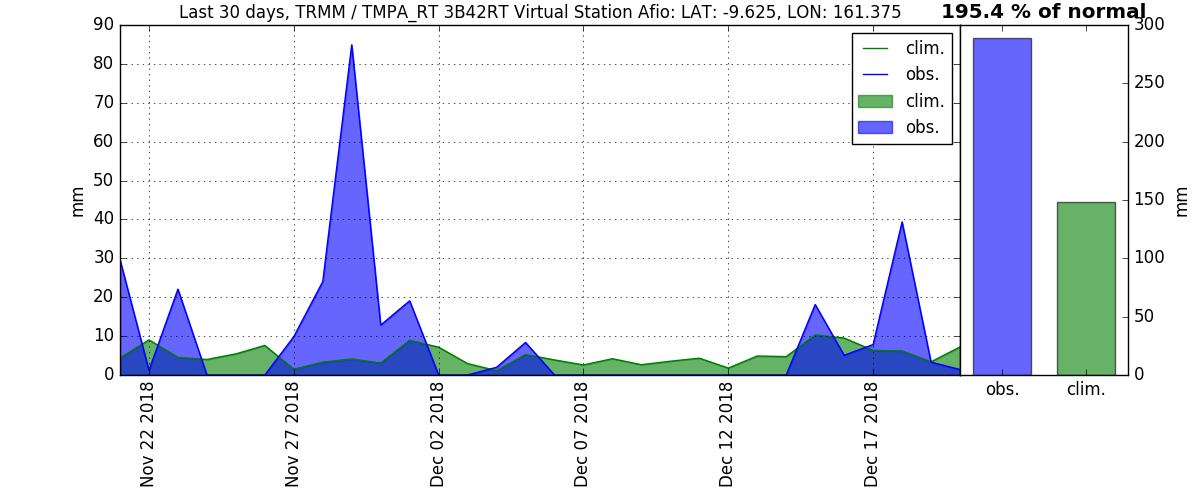 Last 30 days, TRMM / TMPA_RT 3B42RT Virtual Station Afio: LAT: -9.625, LON: 161.375
195.4 % of normal
90
80
70
60
50
40
30
20
10
0
mm
clim.
obs.
clim.
obs.
300
250
200
150
100
50
0
mm
Nov 22 2018
Nov 27 2018
Dec 02 2018
Dec 07 2018
Dec 12 2018
Dec 17 2018
obs.
clim.